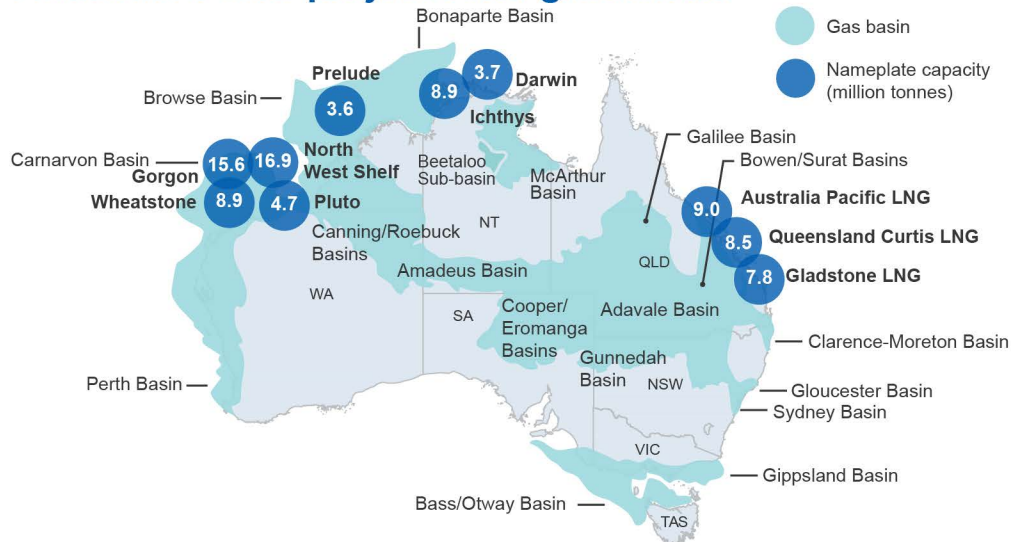 Bonaparte Basin
Gas basin
Nameplate capacity
(million tonnes)
Prelude
3.6
8.9
3.7
Darwin
Ichthys
Browse Basin
Carnarvon Basin
Gorgon
15.6
16.9
North
West Shelf
Wheatstone
8.9
4.7
Pluto
Beetaloo
Sub-basin
McArthur
Basin
Galilee Basin
Bowen/Surat Basins
9.0
Australia Pacific LNG
8.5
Queensland Curtis LNG
7.8
Gladstone LNG
Canning/Roebuck
Basins
NT
QLD
Amadeus Basin
WA
SA
Cooper/
Eromanga
Basins
Adavale Basin
Gunnedah
Basin
NSW
Clarence-Moreton Basin
Perth Basin
Gloucester Basin
Sydney Basin
VIC
Gippsland Basin
Bass/Otway Basin
TAS